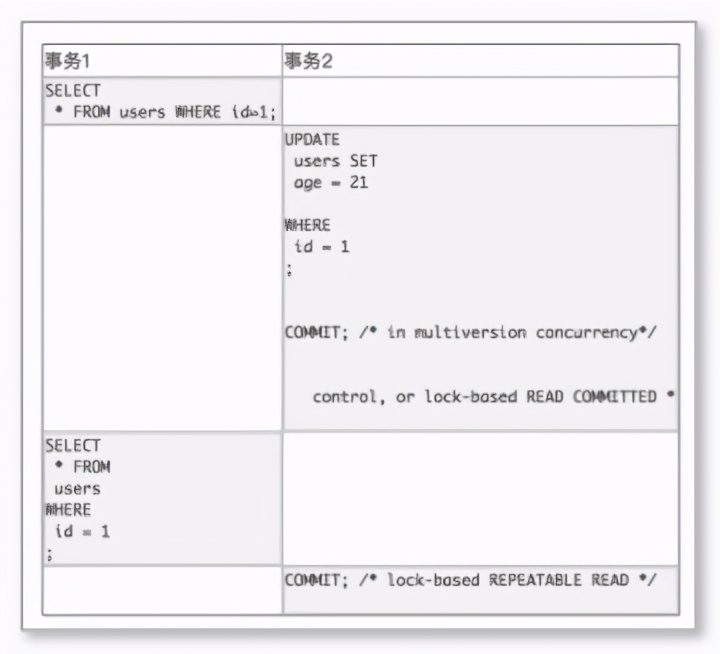 事务1
事务2
SELECT
* FROM users WHERE id=1;
UPDATE
users SET
age = 21
WHERE
id = 1
;
COMMIT; /* in multiversion concurrency*/
control, or lock-based READ COMMITTED *
SELECT
* FROM
users
WHERE
id = 1
;
COMMIT; /* lock-based REPEATABLE READ */